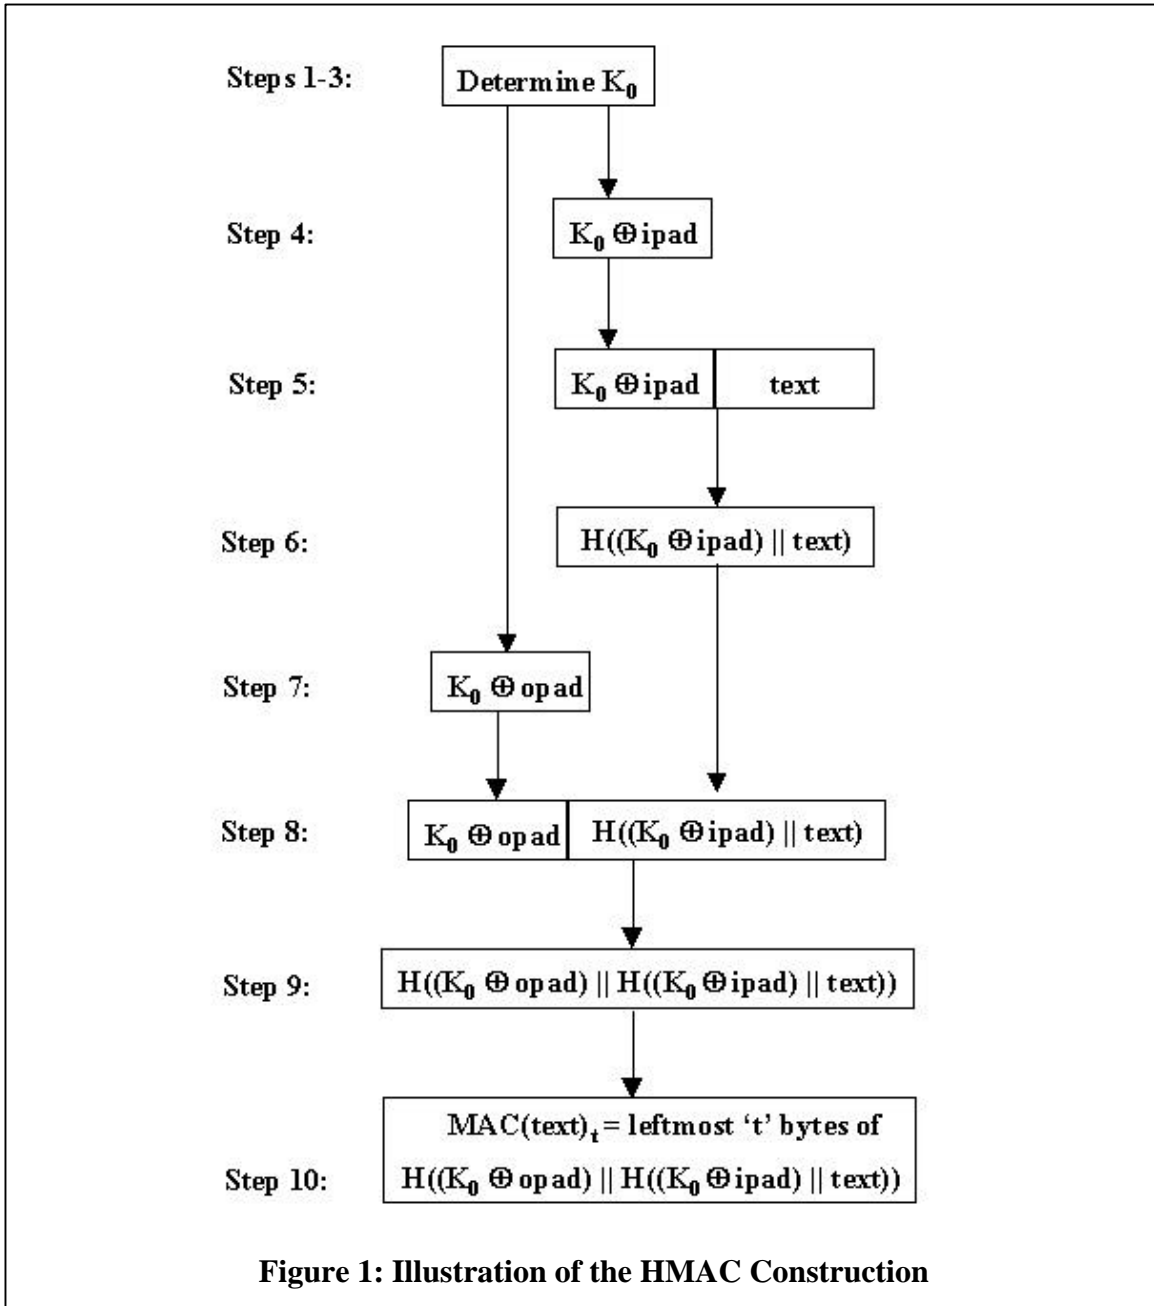 Steps 1-3:
Determine K₀
Step 4:
K₀ ⊕ ipad
Step 5:
K₀ ⊕ ipad text
Step 6:
H((K₀ ⊕ ipad) || text)
Step 7:
K₀ ⊕ opad
Step 8:
K₀ ⊕ opad H((K₀ ⊕ ipad) || text)
Step 9:
H((K₀ ⊕ opad) || H((K₀ ⊕ ipad) || text))
Step 10:
MAC(text)ₜ = leftmost ‘t’ bytes of
H((K₀ ⊕ opad) || H((K₀ ⊕ ipad) || text))
Figure 1: Illustration of the HMAC Construction